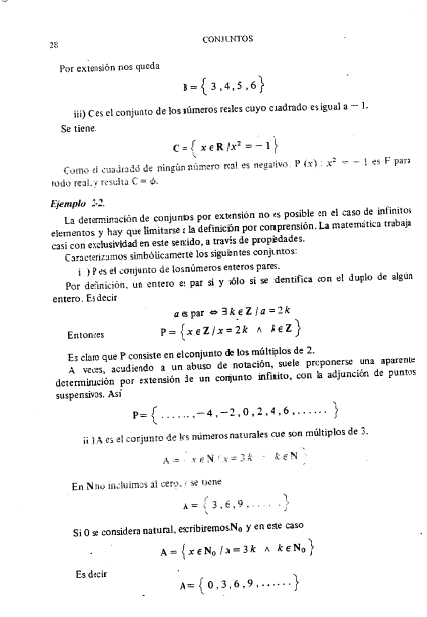 28
CONJUNTOS
Por extensión nos queda
B = { 3 , 4 , 5 , 6 }
iii) C es el conjunto de los números reales cuyo cuadrado es igual a − 1.
Se tiene
C = { x ∈ R / x² = − 1 }
Como el cuadrado de ningún número real es negativo, P (x) : x² = − 1 es F para
todo real, y resulta C = ϕ.
Ejemplo 2-2.
La determinación de conjuntos por extensión no es posible en el caso de infinitos
elementos y hay que limitarse a la definición por comprensión. La matemática trabaja
casi con exclusividad en este sentido, a través de propiedades.
Caracterizamos simbólicamente los siguientes conjuntos:
i ) P es el conjunto de los números enteros pares.
Por definición, un entero es par si y sólo si se identifica con el duplo de algún
entero. Es decir
a es par ⇔ ∃ k ∈ Z / a = 2 k
Entonces P = { x ∈ Z / x = 2 k ∧ k ∈ Z }
Es claro que P consiste en el conjunto de los múltiplos de 2.
A veces, acudiendo a un abuso de notación, suele proponerse una aparente
determinación por extensión de un conjunto infinito, con la adjunción de puntos
suspensivos. Así
P = { ......, −4 , −2 , 0 , 2 , 4 , 6 , ...... }
ii ) A es el conjunto de los números naturales que son múltiplos de 3.
A = { x ∈ N / x = 3 k ∧ k ∈ N }
En N no incluimos al cero, y se tiene
A = { 3 , 6 , 9 , ...... }
Si 0 se considera natural, escribiremos N₀ y en este caso
A = { x ∈ N₀ / x = 3 k ∧ k ∈ N₀ }
Es decir
A = { 0 , 3 , 6 , 9 , ....... }